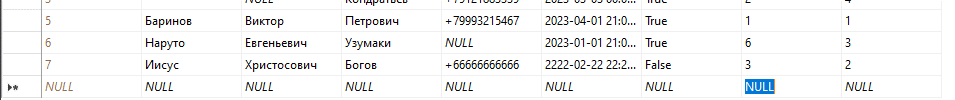 NULL
5 Баринов Виктор Петрович +79993215467 2023-04-01 21:0... True 1 1
6 Наруто Евгеньевич Узумаки NULL 2023-01-01 21:0... True 6 3
7 Иисус Христосович Богов +66666666666 2222-02-22 22:2... False 3 2
NULL NULL NULL NULL NULL NULL NULL NULL NULL